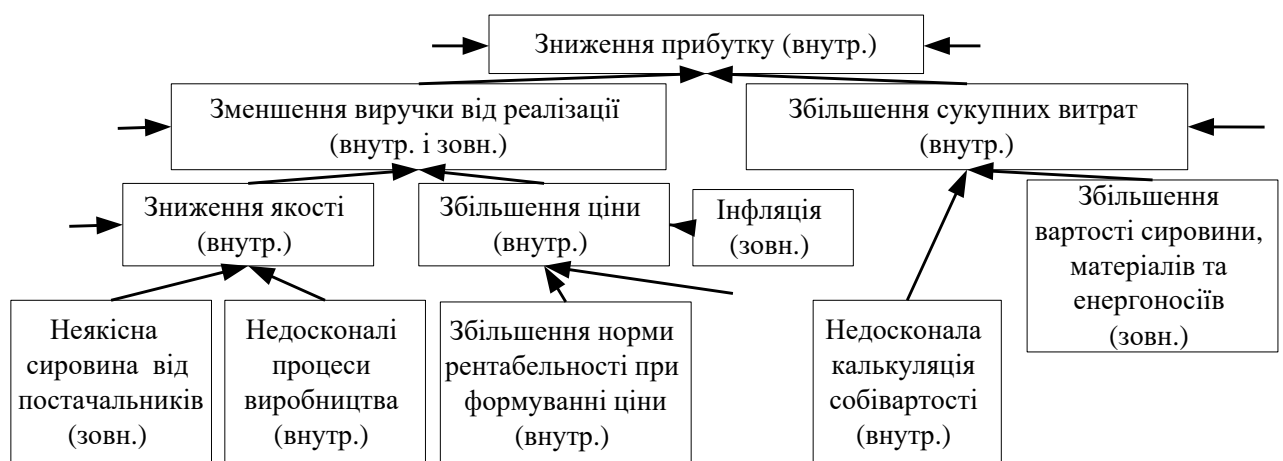 Зниження прибутку (внутр.)
Зменшення виручки від реалізації
(внутр. і зовн.)
Збільшення сукупних витрат
(внутр.)
Зниження якості
(внутр.)
Збільшення ціни
(внутр.)
Інфляція
(зовн.)
Збільшення
вартості сировини,
матеріалів та
енергоносіїв
(зовн.)
Неякісна
сировина від
постачальників
(зовн.)
Недосконалі
процеси
виробництва
(внутр.)
Збільшення норми
рентабельності при
формуванні ціни
(внутр.)
Недосконала
калькуляція
собівартості
(внутр.)